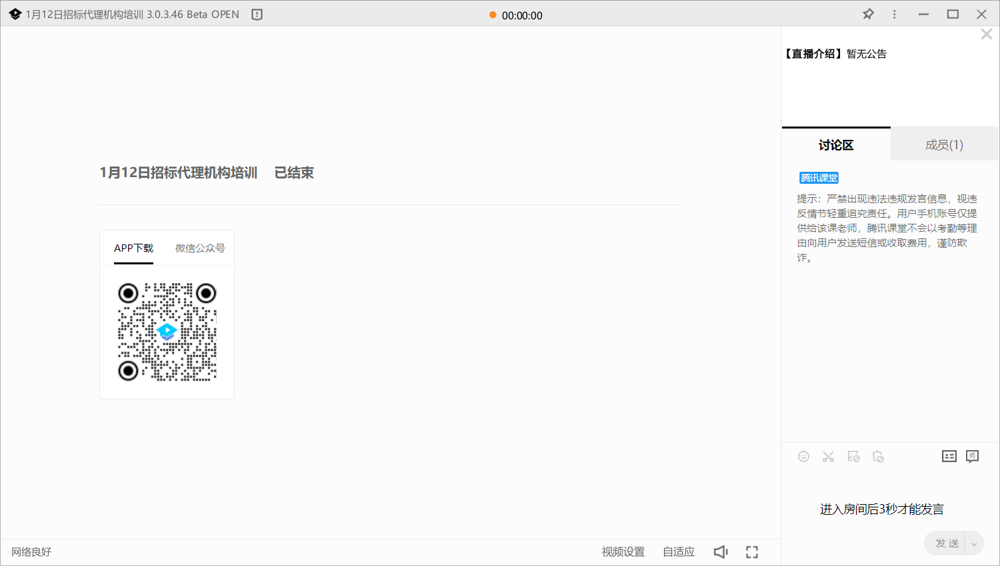 1月12日招标代理机构培训 3.0.3.46 Beta OPEN
00:00:00
【直播介绍】暂无公告
讨论区
成员(1)
腾讯课堂
提示：严禁出现违法违规发言信息，视违
反情节轻重追究责任。用户手机账号仅提
供给该课老师，腾讯课堂不会以考勤等理
由向用户发送短信或收取费用，谨防欺
诈。
1月12日招标代理机构培训 已结束
APP下载
微信公众号
师
进入房间后3秒才能发言
发送
网络良好
视频设置
自适应